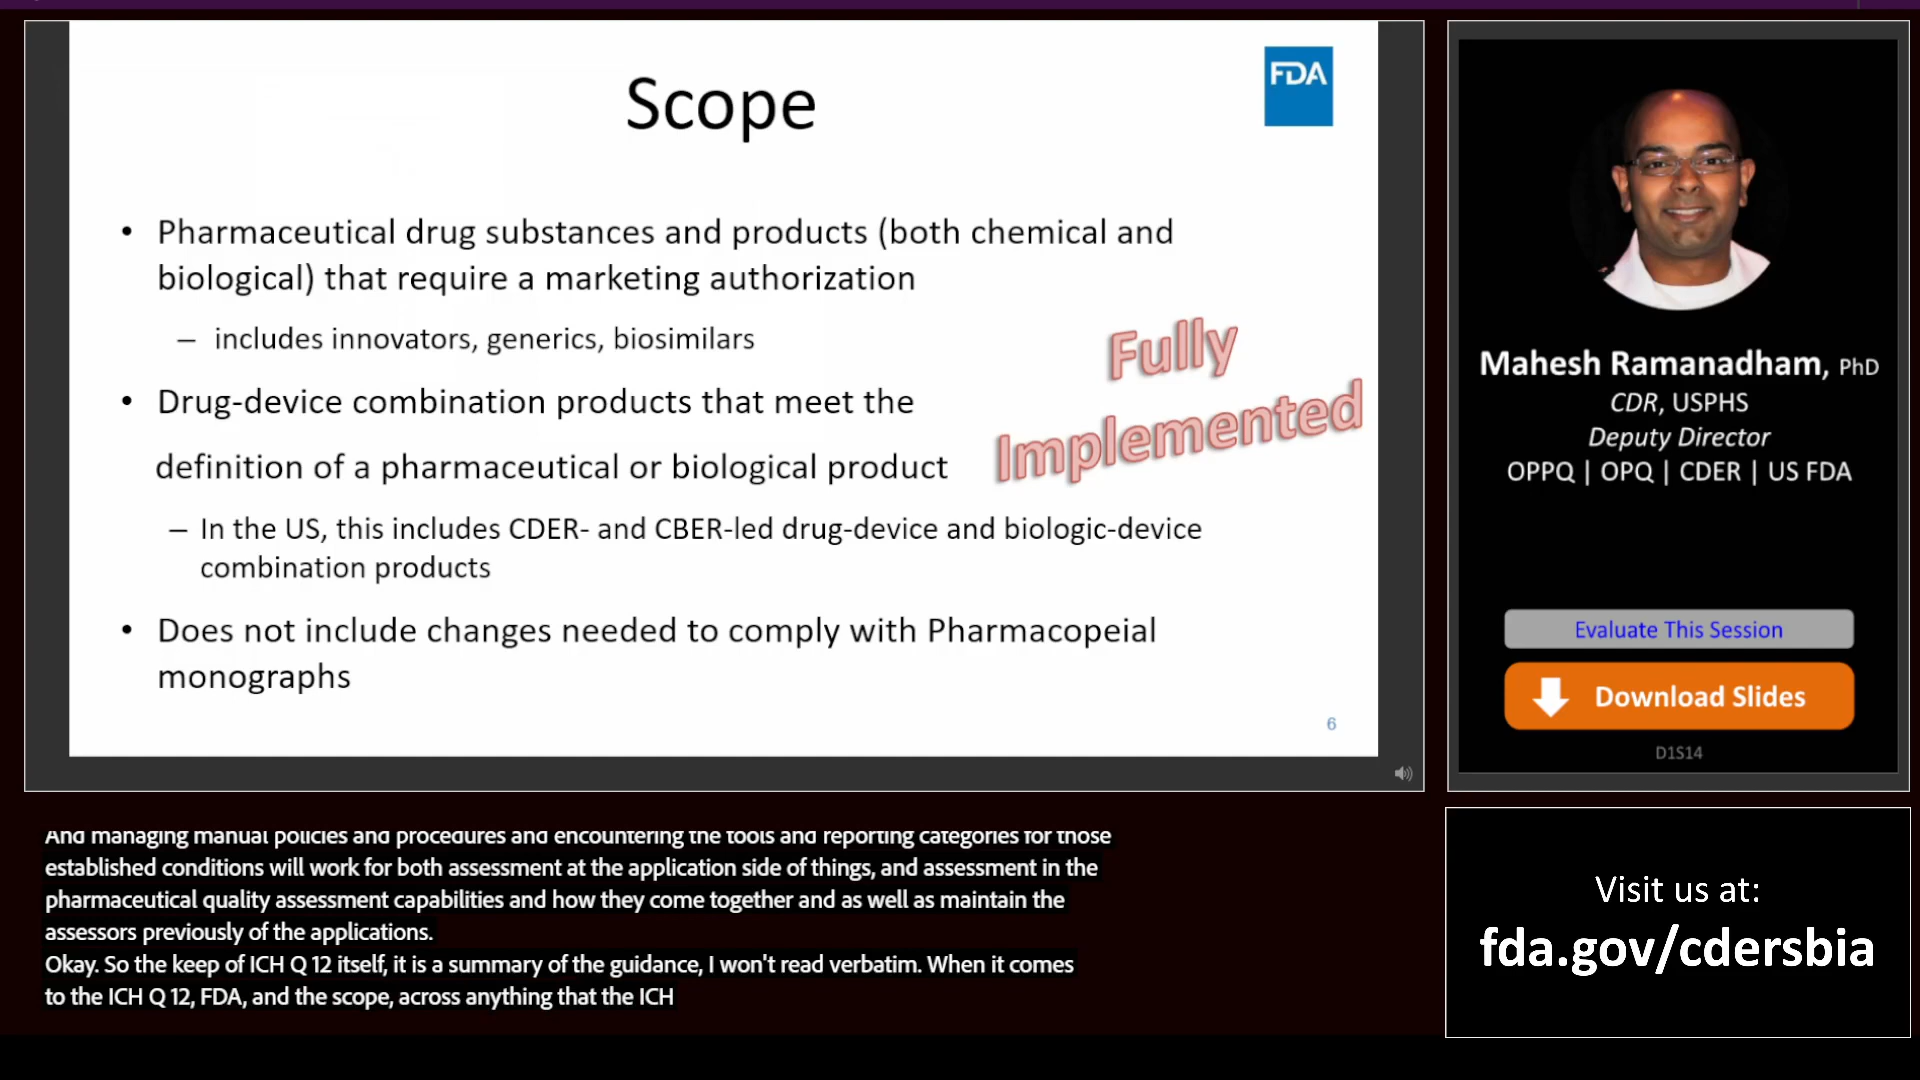 FDA
Scope
• Pharmaceutical drug substances and products (both chemical and
biological) that require a marketing authorization
– includes innovators, generics, biosimilars
Fully
Implemented
• Drug-device combination products that meet the
definition of a pharmaceutical or biological product
– In the US, this includes CDER- and CBER-led drug-device and biologic-device
combination products
• Does not include changes needed to comply with Pharmacopeial
monographs
6
Mahesh Ramanadham, PhD
CDR, USPHS
Deputy Director
OPPQ | OPQ | CDER | US FDA
Evaluate This Session
Download Slides
D1S14
And managing manual policies and procedures and encountering the tools and reporting categories for those
established conditions will work for both assessment at the application side of things, and assessment in the
pharmaceutical quality assessment capabilities and how they come together and as well as maintain the
assessors previously of the applications.
Okay. So the keep of ICH Q 12 itself, it is a summary of the guidance, I won't read verbatim. When it comes
to the ICH Q 12, FDA, and the scope, across anything that the ICH
Visit us at:
fda.gov/cdersbia